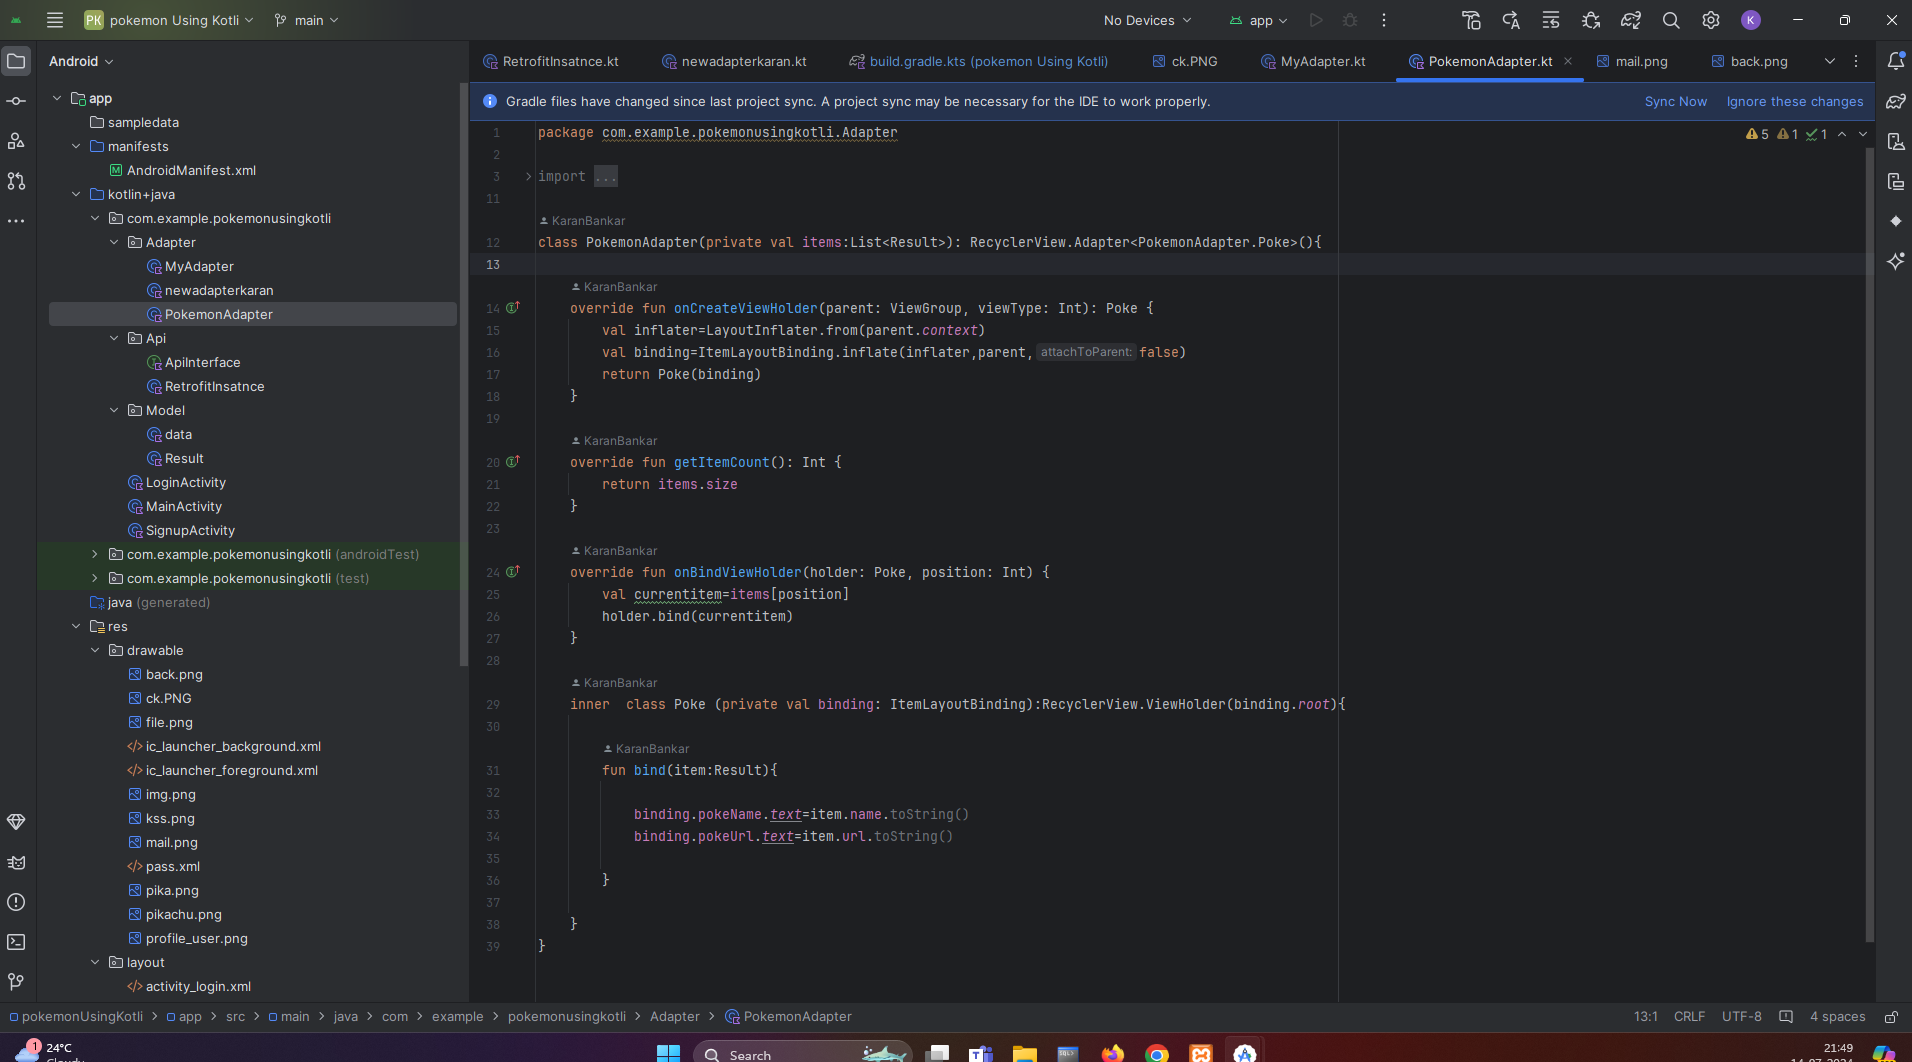 PK pokemon Using Kotli
main
No Devices
app
K
Android
RetrofitInsatnce.kt
newadapterkaran.kt
build.gradle.kts (pokemon Using Kotli)
ck.PNG
MyAdapter.kt
PokemonAdapter.kt
mail.png
back.png
Gradle files have changed since last project sync. A project sync may be necessary for the IDE to work properly.
Sync Now
Ignore these changes
app
sampledata
manifests
AndroidManifest.xml
kotlin+java
com.example.pokemonusingkotli
Adapter
MyAdapter
newadapterkaran
PokemonAdapter
Api
ApiInterface
RetrofitInsatnce
Model
data
Result
LoginActivity
MainActivity
SignupActivity
com.example.pokemonusingkotli (androidTest)
com.example.pokemonusingkotli (test)
java (generated)
res
drawable
back.png
ck.PNG
file.png
ic_launcher_background.xml
ic_launcher_foreground.xml
img.png
kss.png
mail.png
pass.xml
pika.png
pikachu.png
profile_user.png
layout
activity_login.xml
5 1 1
1 package com.example.pokemonusingkotli.Adapter
2
3 import ...
11
KaranBankar
12 class PokemonAdapter(private val items:List<Result>): RecyclerView.Adapter<PokemonAdapter.Poke>(){
13
KaranBankar
14 override fun onCreateViewHolder(parent: ViewGroup, viewType: Int): Poke {
15 val inflater=LayoutInflater.from(parent.context)
16 val binding=ItemLayoutBinding.inflate(inflater,parent, attachToParent: false)
17 return Poke(binding)
18 }
19
KaranBankar
20 override fun getItemCount(): Int {
21 return items.size
22 }
23
KaranBankar
24 override fun onBindViewHolder(holder: Poke, position: Int) {
25 val currentitem=items[position]
26 holder.bind(currentitem)
27 }
28
KaranBankar
29 inner  class Poke (private val binding: ItemLayoutBinding):RecyclerView.ViewHolder(binding.root){
30
KaranBankar
31 fun bind(item:Result){
32
33 binding.pokeName.text=item.name.toString()
34 binding.pokeUrl.text=item.url.toString()
35
36 }
37
38 }
39 }
pokemonUsingKotli > app > src > main > java > com > example > pokemonusingkotli > Adapter > PokemonAdapter
13:1 CRLF UTF-8 4 spaces
1
24°C
Cloudy
Search
21:49